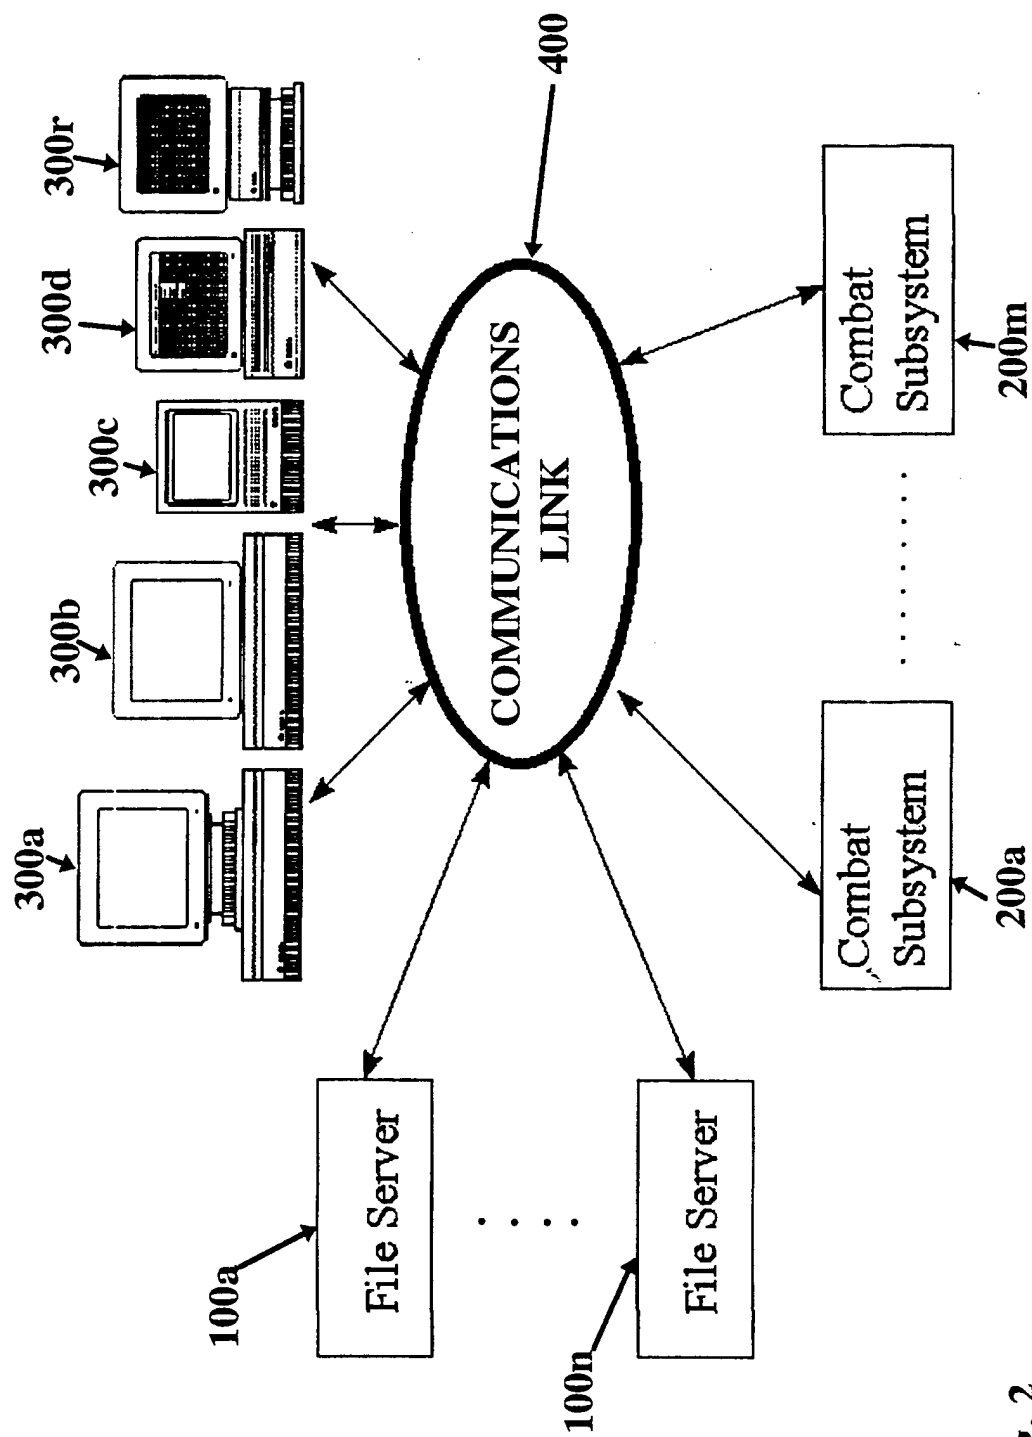 300a
300b
300c
300d
300r
400
COMMUNICATIONS
LINK
100a
File Server
. . . .
100n
File Server
Combat
Subsystem
200a
. . . . . . . . .
Combat
Subsystem
200m
2